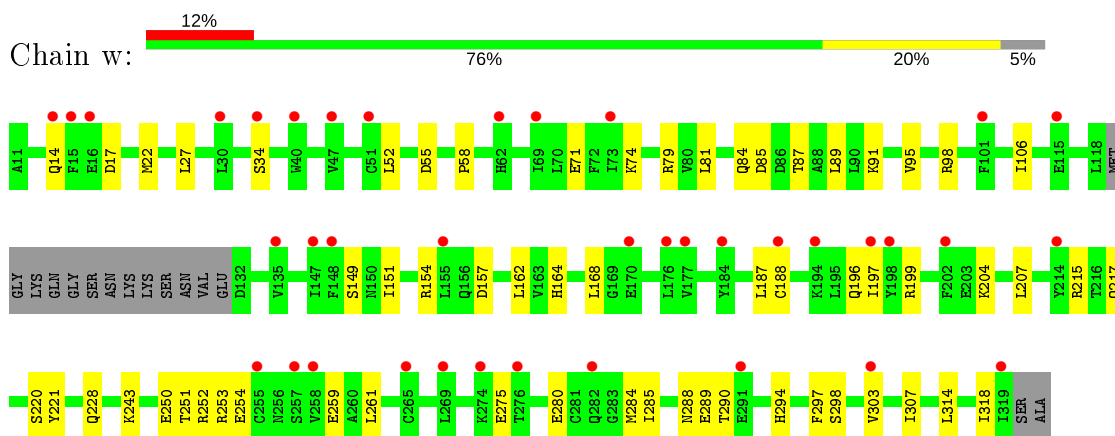 12%
Chain w:
76% 20% 5%
A11 Q14 F15 E16 D17 M22 L27 L30 S34 W40 V47 C51 L52 D55 P58 H62 I69 L70 E71 F72 I73 K74 R79 V80 L81 Q84 D85 D86 T87 A88 L89 L90 K91 V95 R98 F101 I106 E115 L118 MET
GLY LYS GLN GLY SER ASN LYS LYS SER ASN VAL GLU D132 V135 I147 F148 S149 N150 I151 R154 L155 Q156 D157 L162 V163 H164 L168 G169 E170 L176 V177 Y184 L187 C188 K194 L195 Q196 I197 Y198 R199 F202 E203 K204 L207 Y214 R215 T216
S220 Y221 Q228 K243 E250 T251 R252 R253 E254 C255 N256 S257 V258 E259 A260 L261 C265 L269 K274 E275 T276 E280 C281 Q282 G283 M284 I285 N288 E289 T290 E291 H294 F297 S298 V303 I307 L314 I318 I319 SER ALA